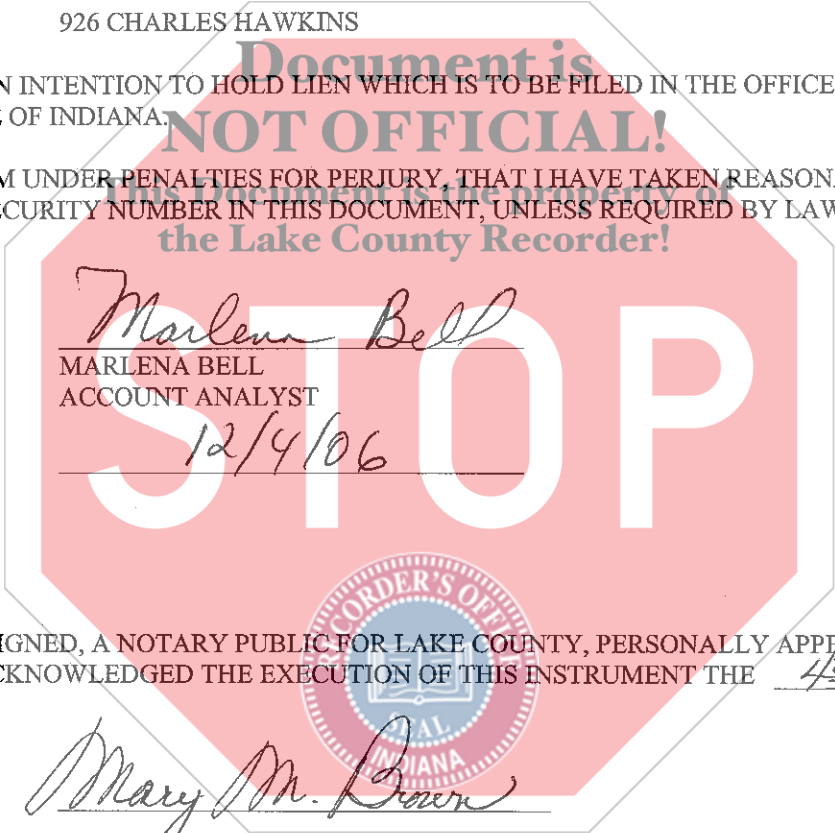 926 CHARLES HAWKINS
Document is
N INTENTION TO HOLD LIEN WHICH IS TO BE FILED IN THE OFFICE
OF INDIANA.
NOT OFFICIAL!
M UNDER PENALTIES FOR PERJURY, THAT I HAVE TAKEN REASON
This Document is the property of
ECURITY NUMBER IN THIS DOCUMENT, UNLESS REQUIRED BY LAW
the Lake County Recorder!
Marlena Bell
STOP
MARLENA BELL
ACCOUNT ANALYST
12/4/06
RECORDER'S OFFICE
IGNED, A NOTARY PUBLIC FOR LAKE COUNTY, PERSONALLY APPE
CKNOWLEDGED THE EXECUTION OF THIS INSTRUMENT THE 4
SEAL
INDIANA
Mary M. Brown